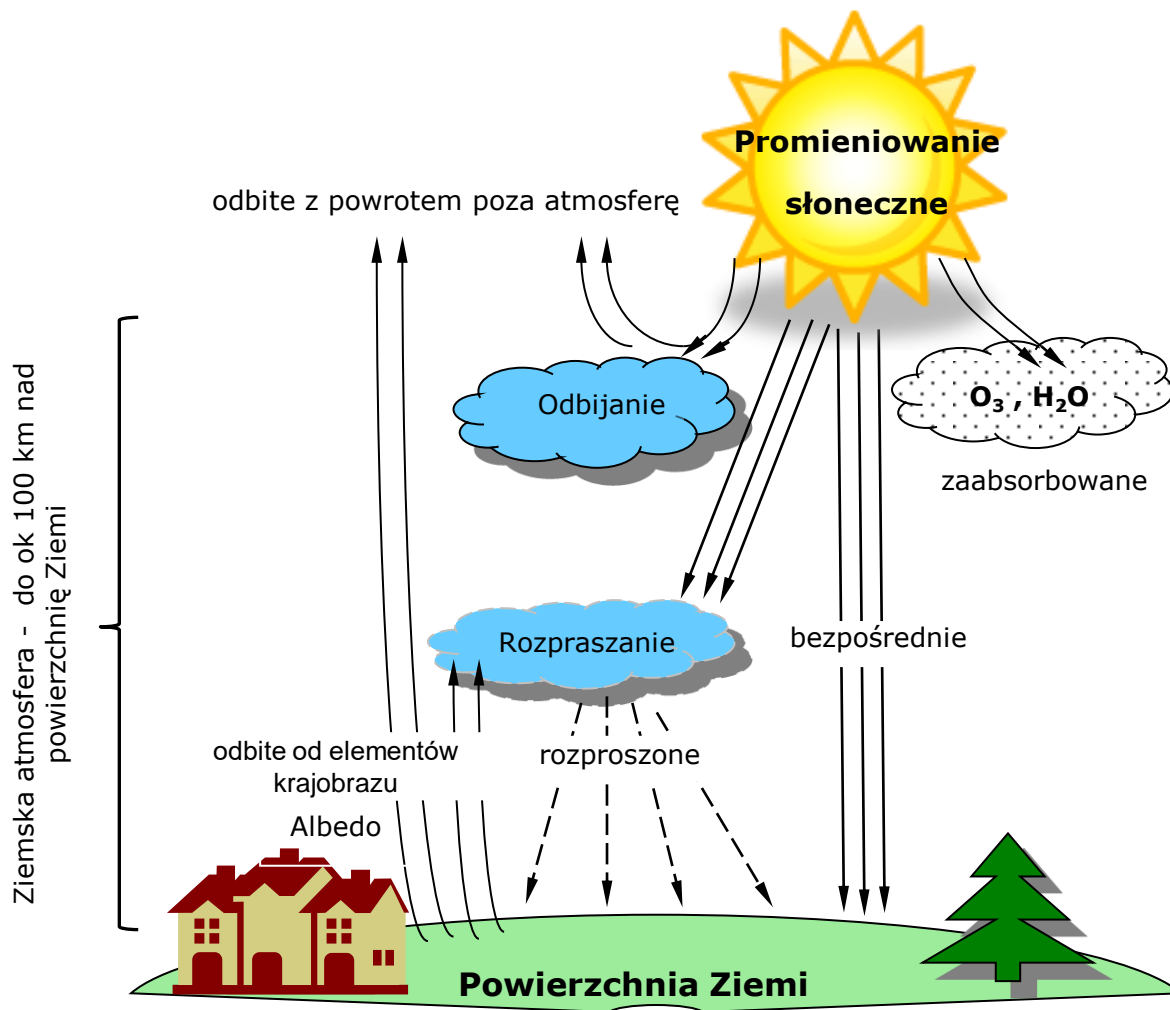 Promieniowanie
słoneczne
odbite z powrotem poza atmosferę
Odbijanie
O₃ , H₂O
zaabsorbowane
Ziemska atmosfera - do ok 100 km nad
powierzchnię Ziemi
Rozpraszanie
bezpośrednie
odbite od elementów
krajobrazu
rozproszone
Albedo
Powierzchnia Ziemi